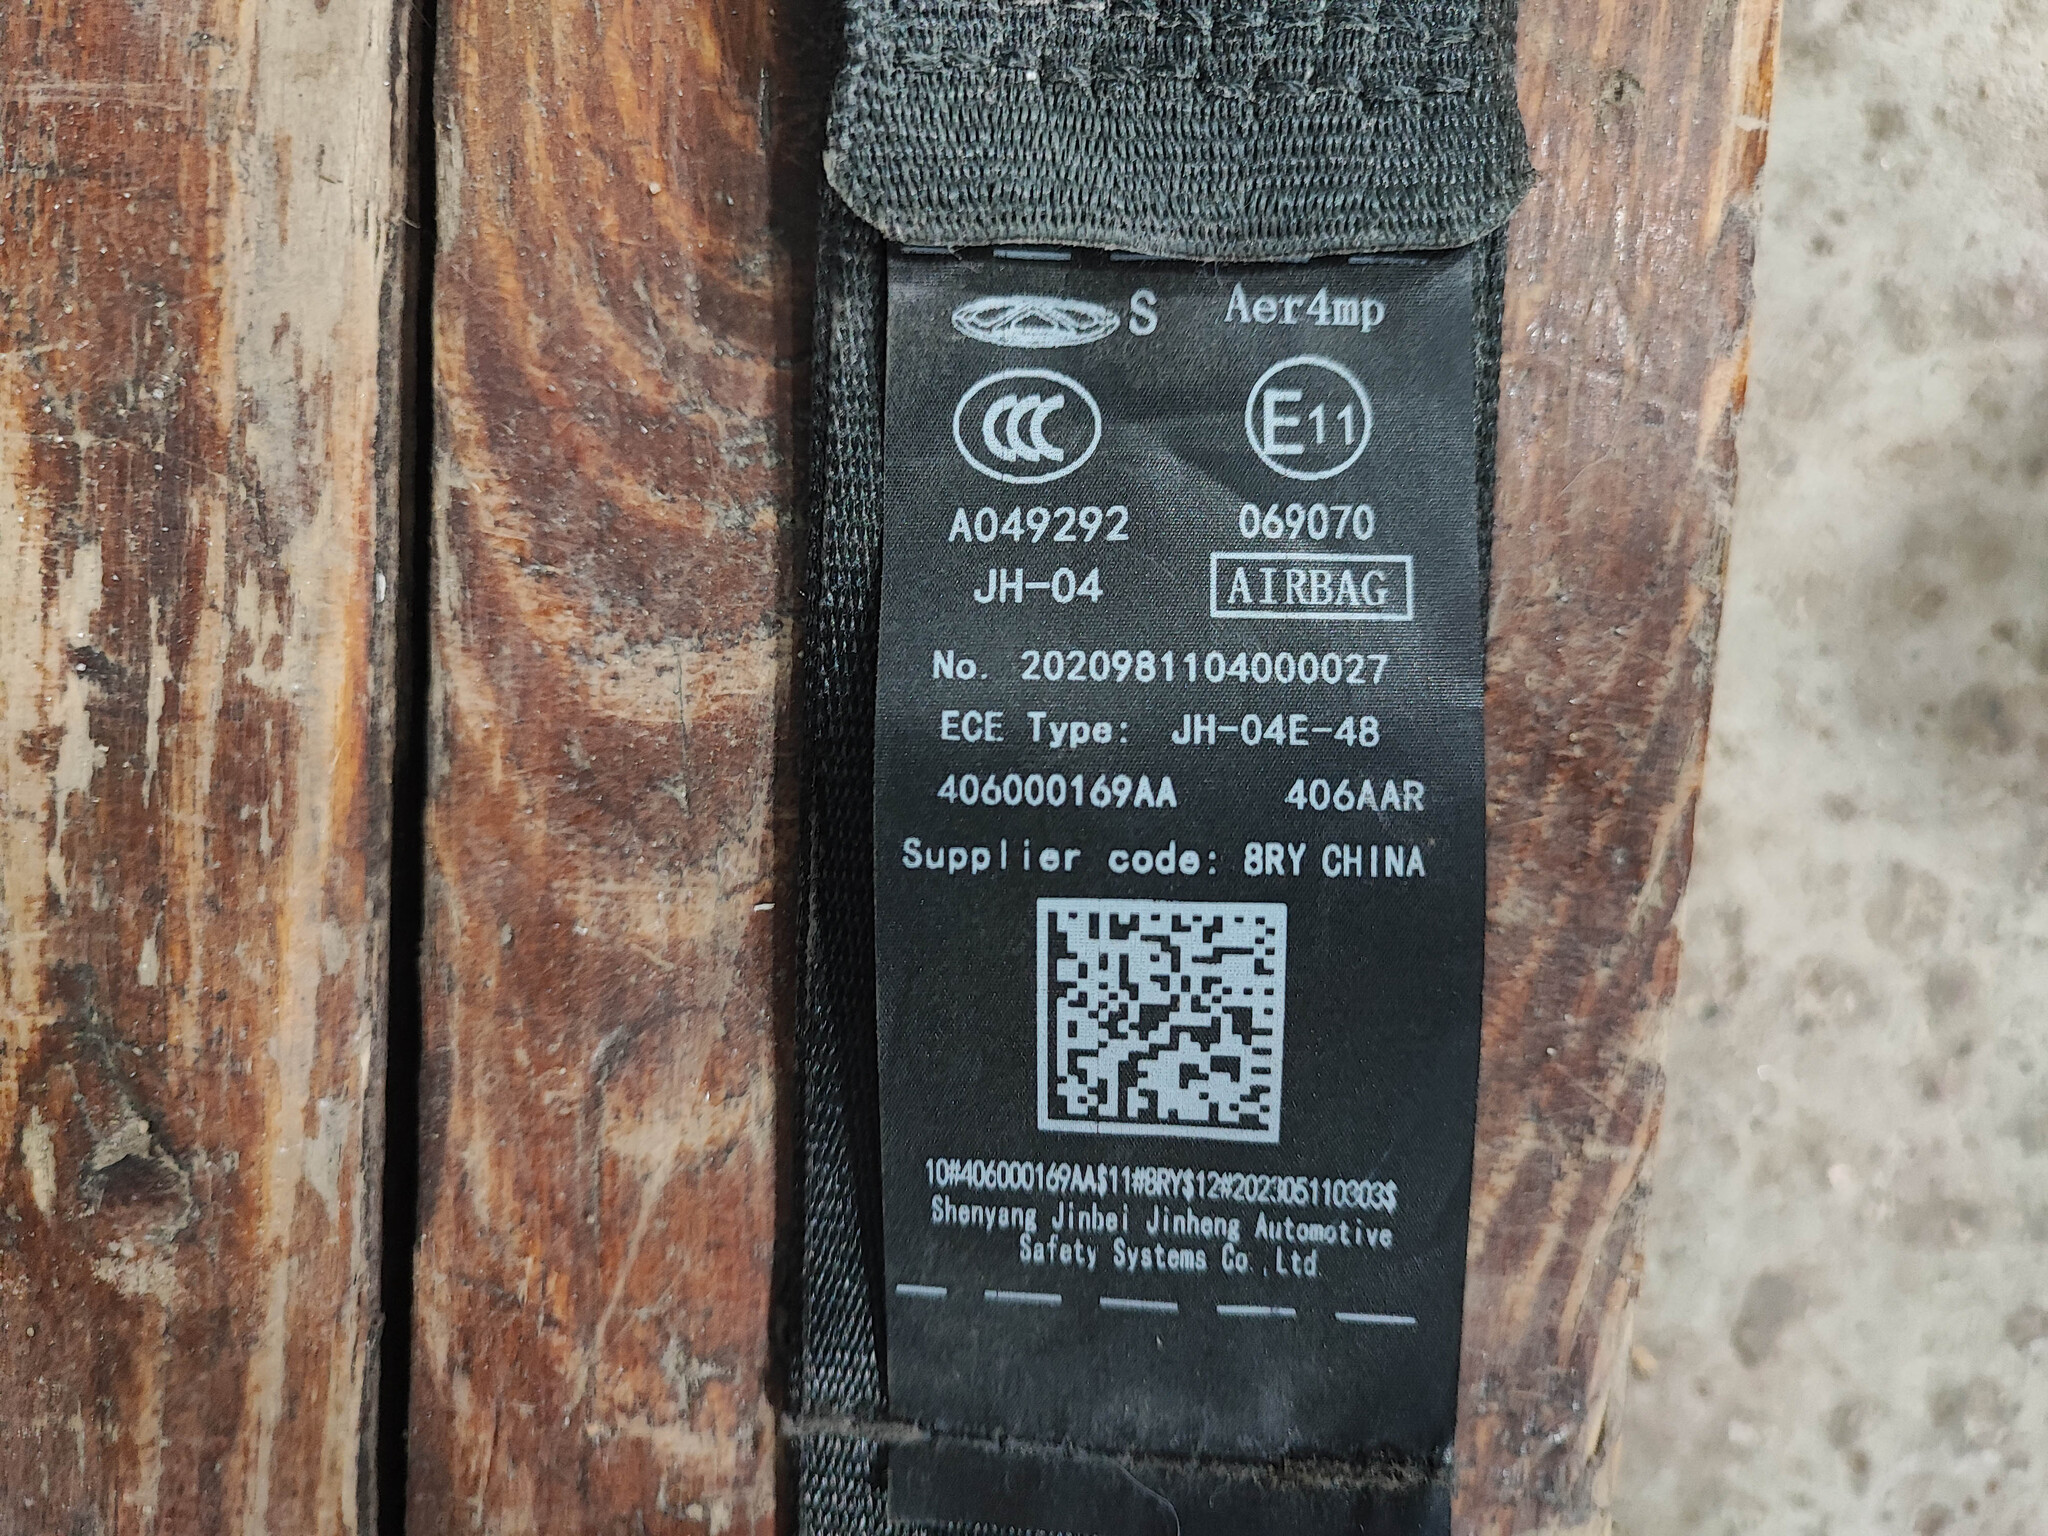 S Aer4mp
CCC E11
A049292 069070
JH-04 AIRBAG
No. 2020981104000027
ECE Type: JH-04E-48
406000169AA 406AAR
Supplier code: 8RY CHINA
10#406000169AA$11#8RY$12#202305110303$
Shenyang Jinbei Jinheng Automotive
Safety Systems Co.,Ltd